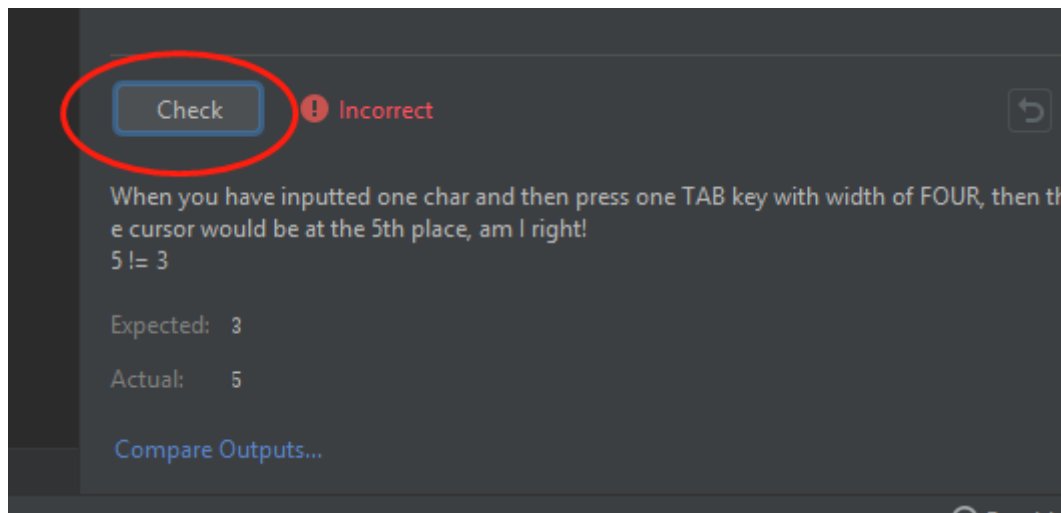 Check
Incorrect
When you have inputted one char and then press one TAB key with width of FOUR, then th
e cursor would be at the 5th place, am I right!
5 != 3
Expected: 3
Actual: 5
Compare Outputs...